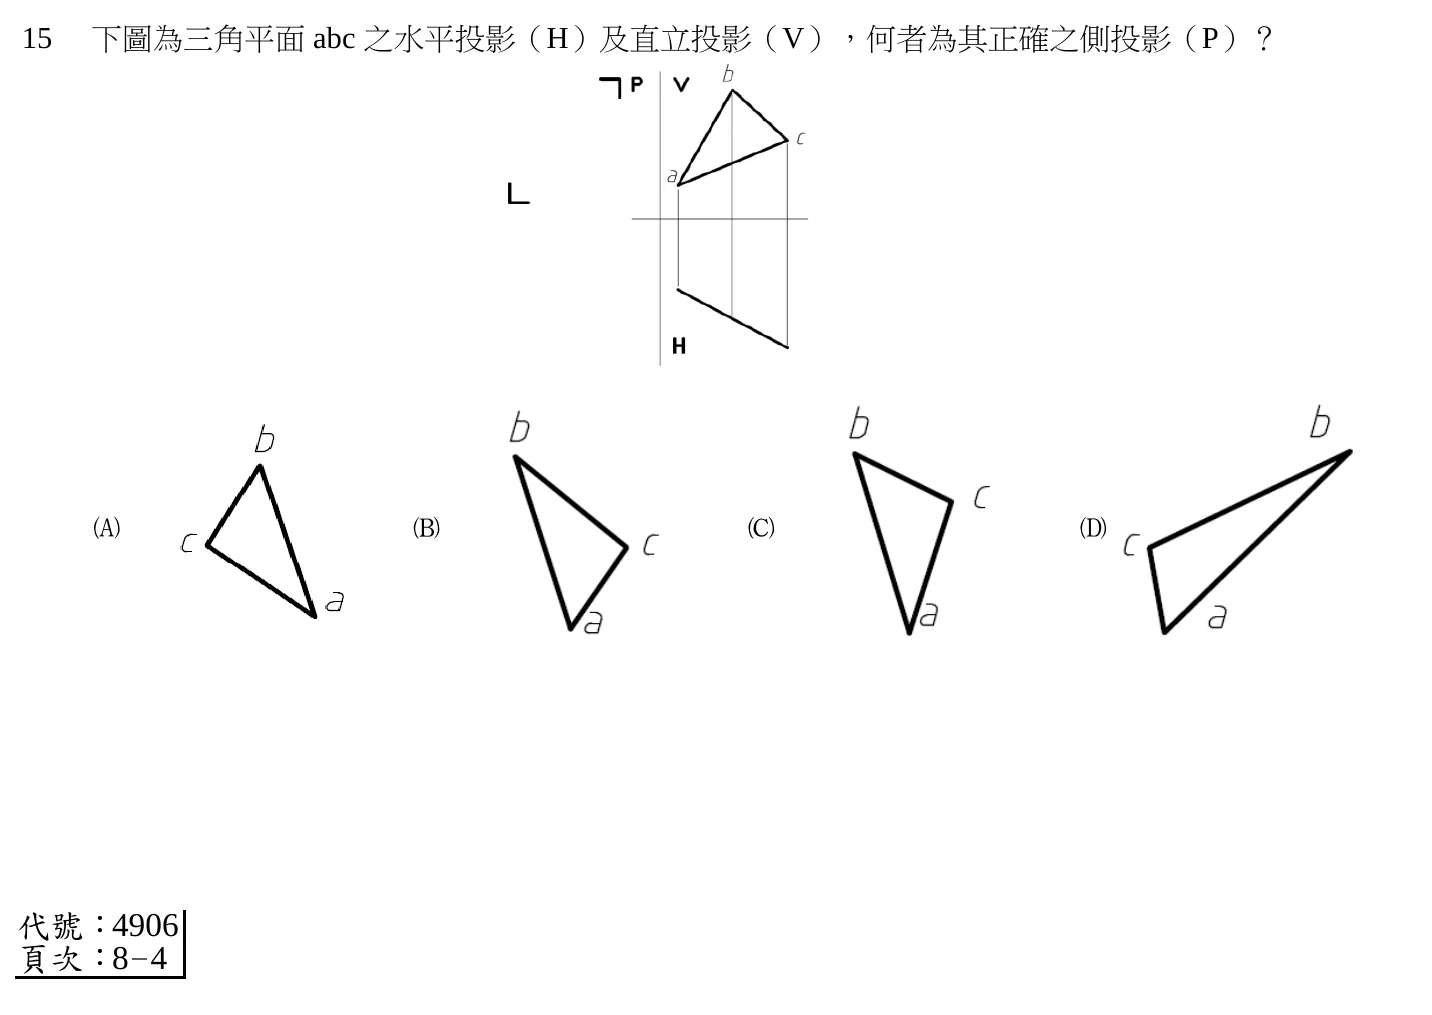 15 下圖為三角平面 abc 之水平投影（H）及直立投影（V），何者為其正確之側投影（P）？
P V b
c
a
H
(A) b c a
(B) b c a
(C) b c a
(D) b c a
代號：4906
頁次：8－4